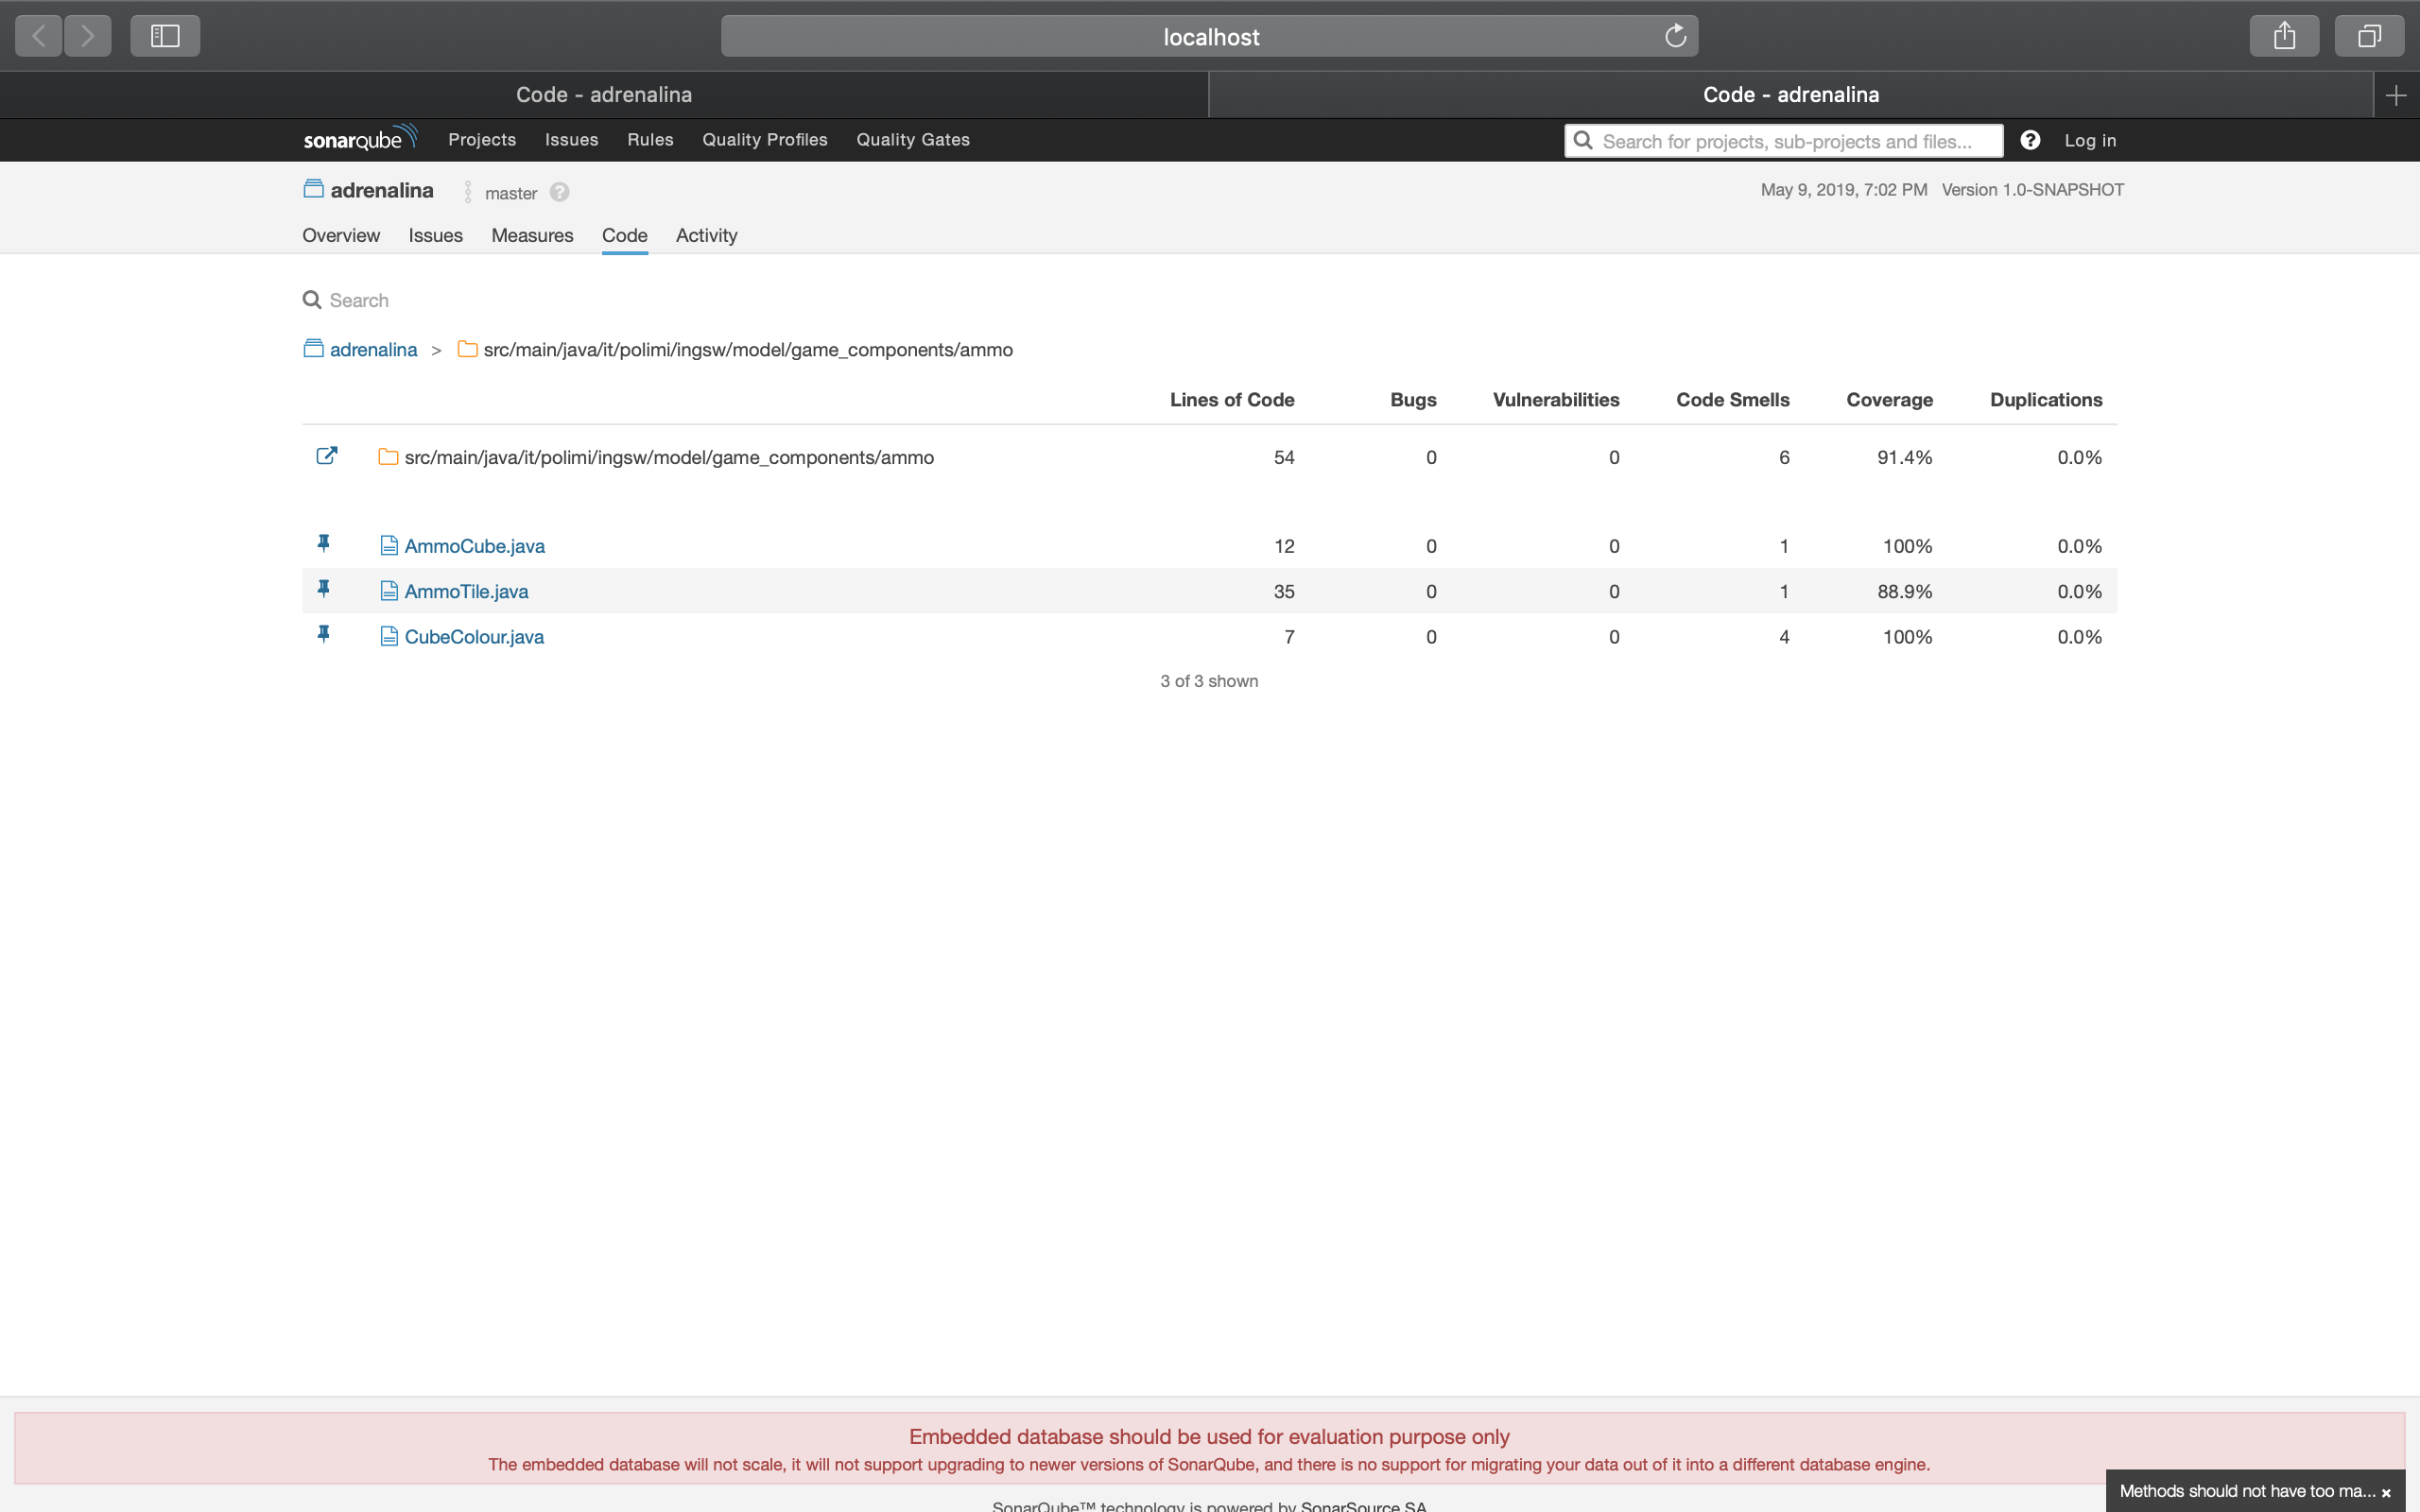 localhost
Code - adrenalina
Code - adrenalina
sonarqube Projects Issues Rules Quality Profiles Quality Gates Search for projects, sub-projects and files... Log in
adrenalina master May 9, 2019, 7:02 PM Version 1.0-SNAPSHOT
Overview Issues Measures Code Activity
Search
adrenalina > src/main/java/it/polimi/ingsw/model/game_components/ammo
Lines of Code Bugs Vulnerabilities Code Smells Coverage Duplications
src/main/java/it/polimi/ingsw/model/game_components/ammo 54 0 0 6 91.4% 0.0%
AmmoCube.java 12 0 0 1 100% 0.0%
AmmoTile.java 35 0 0 1 88.9% 0.0%
CubeColour.java 7 0 0 4 100% 0.0%
3 of 3 shown
Embedded database should be used for evaluation purpose only
The embedded database will not scale, it will not support upgrading to newer versions of SonarQube, and there is no support for migrating your data out of it into a different database engine.
Methods should not have too ma... ×
SonarQube™ technology is powered by SonarSource SA